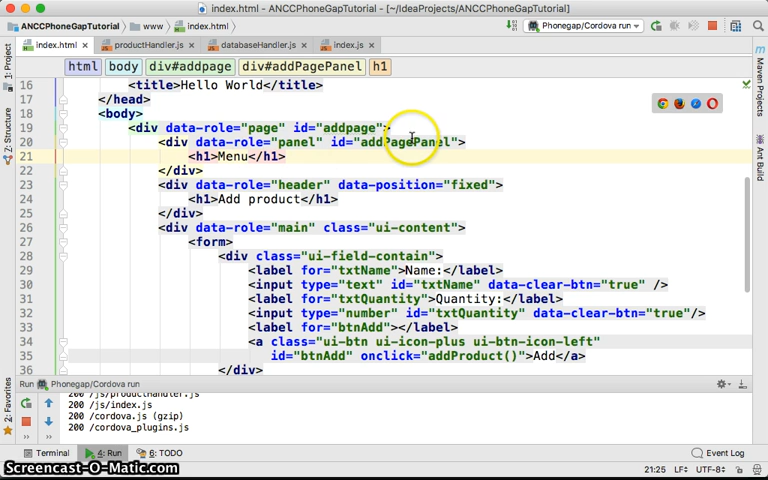 index.html - ANCCPhoneGapTutorial - [~/IdeaProjects/ANCCPhoneGapTutorial]
ANCCPhoneGapTutorial www index.html Phonegap/Cordova run
index.html productHandler.js databaseHandler.js index.js
html body div#addpage div#addPagePanel h1
16 <title>Hello World</title>
17 </head>
18 <body>
19 <div data-role="page" id="addpage">
20 <div data-role="panel" id="addPagePanel">
21 <h1>Menu</h1>
22 </div>
23 <div data-role="header" data-position="fixed">
24 <h1>Add product</h1>
25 </div>
26 <div data-role="main" class="ui-content">
27 <form>
28 <div class="ui-field-contain">
29 <label for="txtName">Name:</label>
30 <input type="text" id="txtName" data-clear-btn="true" />
31 <label for="txtQuantity">Quantity:</label>
32 <input type="number" id="txtQuantity" data-clear-btn="true"/>
33 <label for="btnAdd"></label>
34 <a class="ui-btn ui-icon-plus ui-btn-icon-left"
35 id="btnAdd" onclick="addProduct()">Add</a>
36 </div>
1: Project
7: Structure
2: Favorites
Maven Projects
Ant Build
Run Phonegap/Cordova run
200 /js/productHandler.js
200 /js/index.js
200 /cordova.js (gzip)
200 /cordova_plugins.js
Terminal 4: Run 6: TODO Event Log
21:25 LF÷ UTF-8÷
Screencast-O-Matic.com